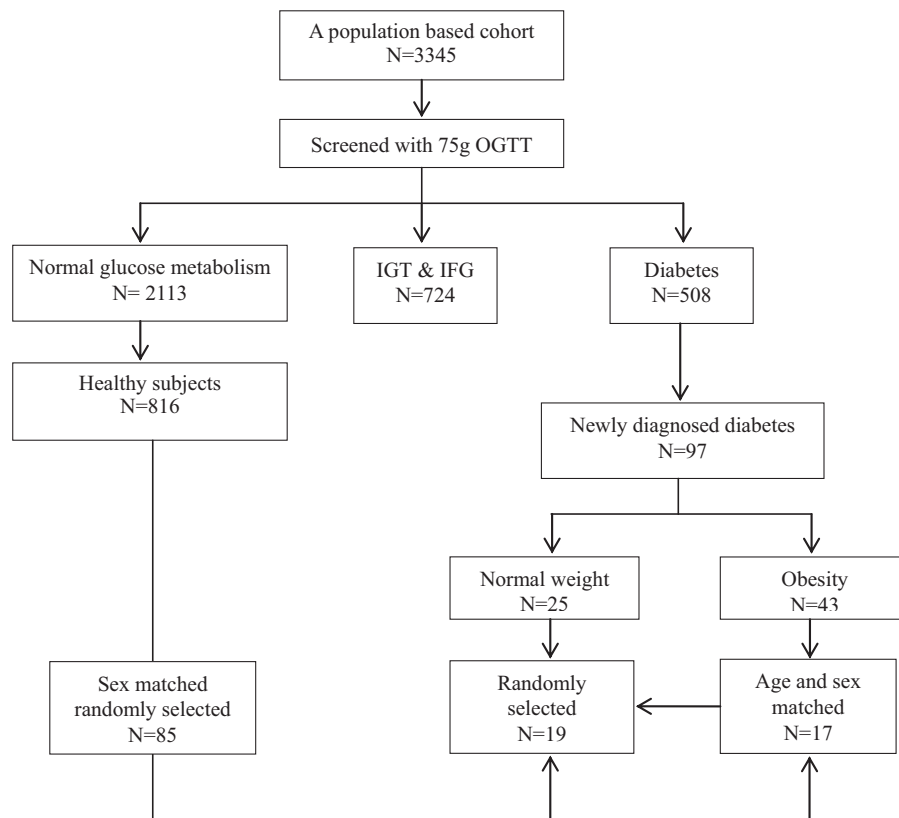 A population based cohort
N=3345
Screened with 75g OGTT
Normal glucose metabolism
N= 2113
IGT & IFG
N=724
Diabetes
N=508
Healthy subjects
N=816
Newly diagnosed diabetes
N=97
Normal weight
N=25
Obesity
N=43
Sex matched
randomly selected
N=85
Randomly
selected
N=19
Age and sex
matched
N=17